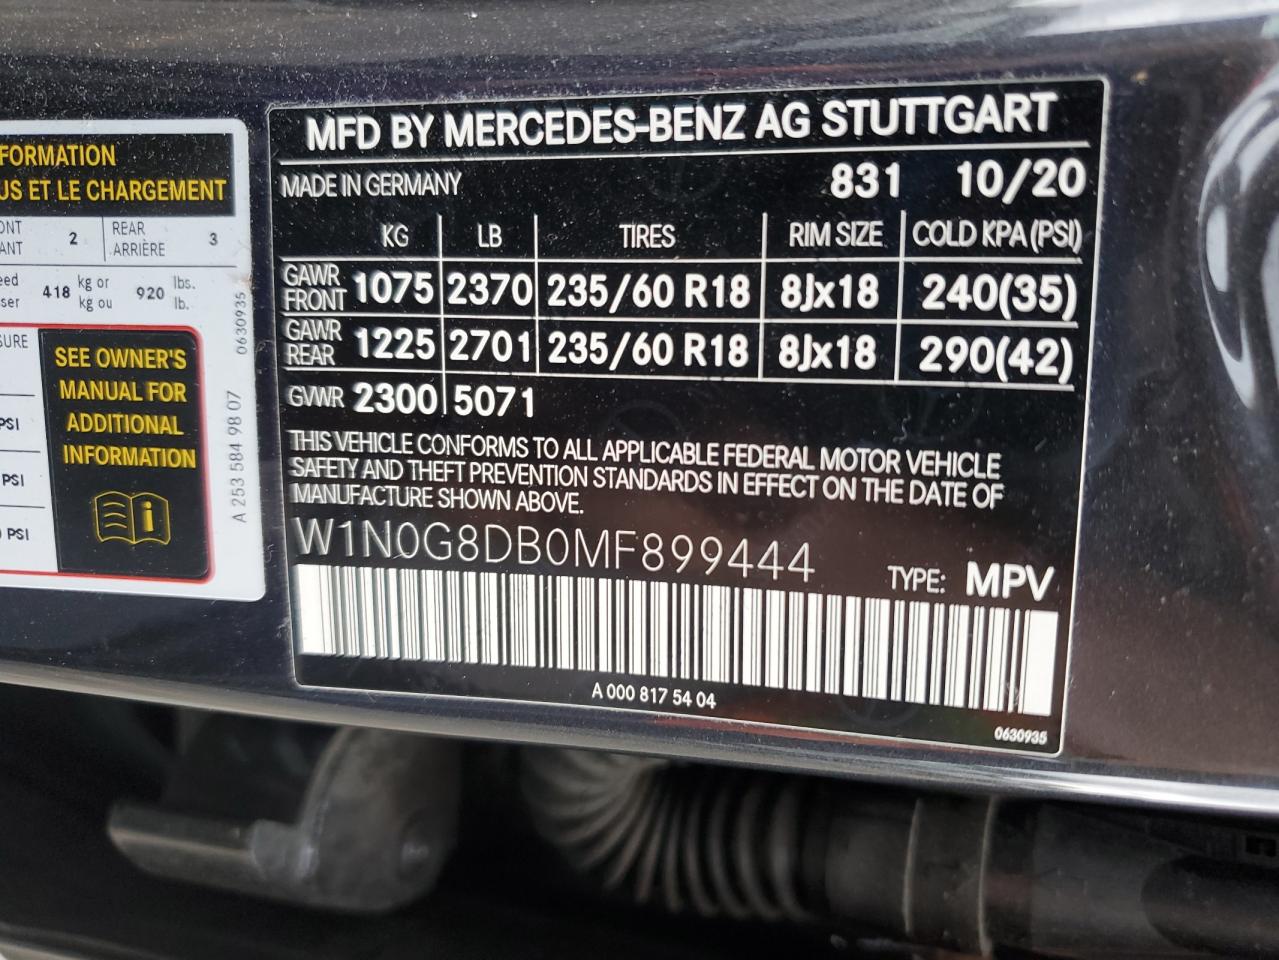 FORMATION
US ET LE CHARGEMENT
ONT
ANT
2
REAR
ARRIÈRE
3
eed
ser
418
kg or
kg ou
920
lbs.
lb.
SURE
PSI
PSI
PSI
SEE OWNER'S
MANUAL FOR
ADDITIONAL
INFORMATION
i
A 253 584 98 07
0630935
MFD BY MERCEDES-BENZ AG STUTTGART
MADE IN GERMANY 831 10/20
KG LB TIRES RIM SIZE COLD KPA (PSI)
GAWR FRONT 1075 2370 235/60 R18 8Jx18 240(35)
GAWR REAR 1225 2701 235/60 R18 8Jx18 290(42)
GVWR 2300 5071
THIS VEHICLE CONFORMS TO ALL APPLICABLE FEDERAL MOTOR VEHICLE
SAFETY AND THEFT PREVENTION STANDARDS IN EFFECT ON THE DATE OF
MANUFACTURE SHOWN ABOVE.
W1N0G8DB0MF899444
TYPE: MPV
A 000 817 54 04
0630935